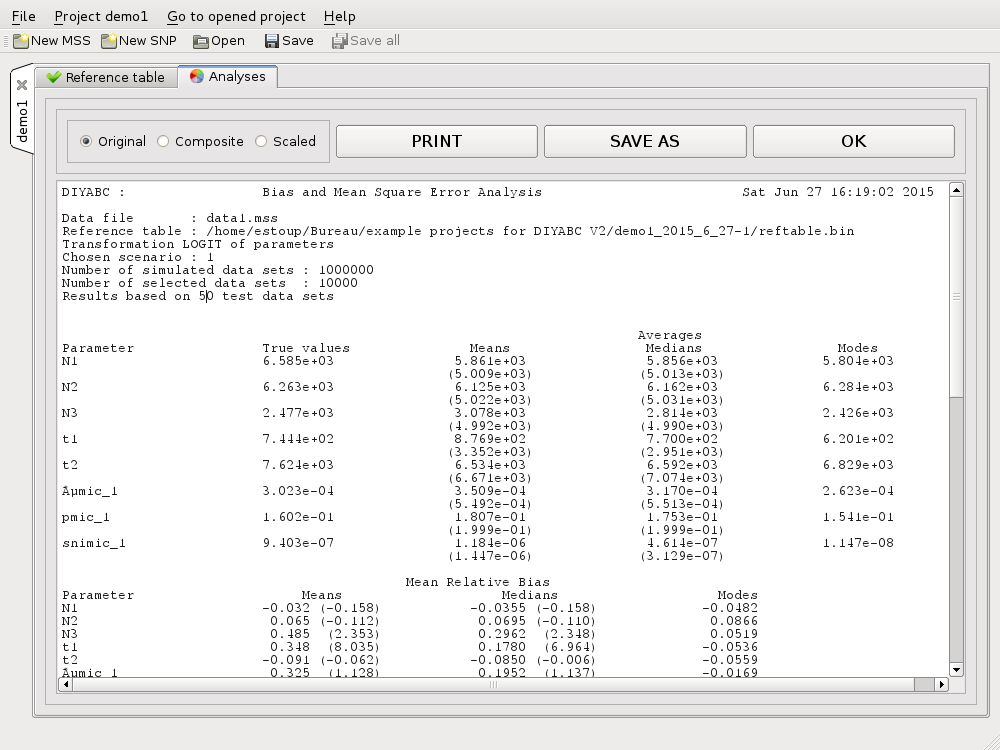 File Project demo1 Go to opened project Help
New MSS New SNP Open Save Save all
demo1
Reference table Analyses
Original Composite Scaled PRINT SAVE AS OK
DIYABC : Bias and Mean Square Error Analysis Sat Jun 27 16:19:02 2015
Data file : data1.mss
Reference table : /home/estoup/Bureau/example projects for DIYABC V2/demo1_2015_6_27-1/reftable.bin
Transformation LOGIT of parameters
Chosen scenario : 1
Number of simulated data sets : 1000000
Number of selected data sets : 10000
Results based on 50 test data sets
Averages
Parameter True values Means Medians Modes
N1 6.585e+03 5.861e+03 5.856e+03 5.804e+03
(5.009e+03) (5.013e+03)
N2 6.263e+03 6.125e+03 6.162e+03 6.284e+03
(5.022e+03) (5.031e+03)
N3 2.477e+03 3.078e+03 2.814e+03 2.426e+03
(4.992e+03) (4.990e+03)
t1 7.444e+02 8.769e+02 7.700e+02 6.201e+02
(3.352e+03) (2.951e+03)
t2 7.624e+03 6.534e+03 6.592e+03 6.829e+03
(6.671e+03) (7.074e+03)
Âµmic_1 3.023e-04 3.509e-04 3.170e-04 2.623e-04
(5.492e-04) (5.513e-04)
pmic_1 1.602e-01 1.807e-01 1.753e-01 1.541e-01
(1.999e-01) (1.999e-01)
snimic_1 9.403e-07 1.184e-06 4.614e-07 1.147e-08
(1.447e-06) (3.129e-07)
Mean Relative Bias
Parameter Means Medians Modes
N1 -0.032 (-0.158) -0.0355 (-0.158) -0.0482
N2 0.065 (-0.112) 0.0695 (-0.110) 0.0866
N3 0.485 (2.353) 0.2962 (2.348) 0.0519
t1 0.348 (8.035) 0.1780 (6.964) -0.0536
t2 -0.091 (-0.062) -0.0850 (-0.006) -0.0559
Âµmic_1 0.325 (1.128) 0.1952 (1.137) -0.0169